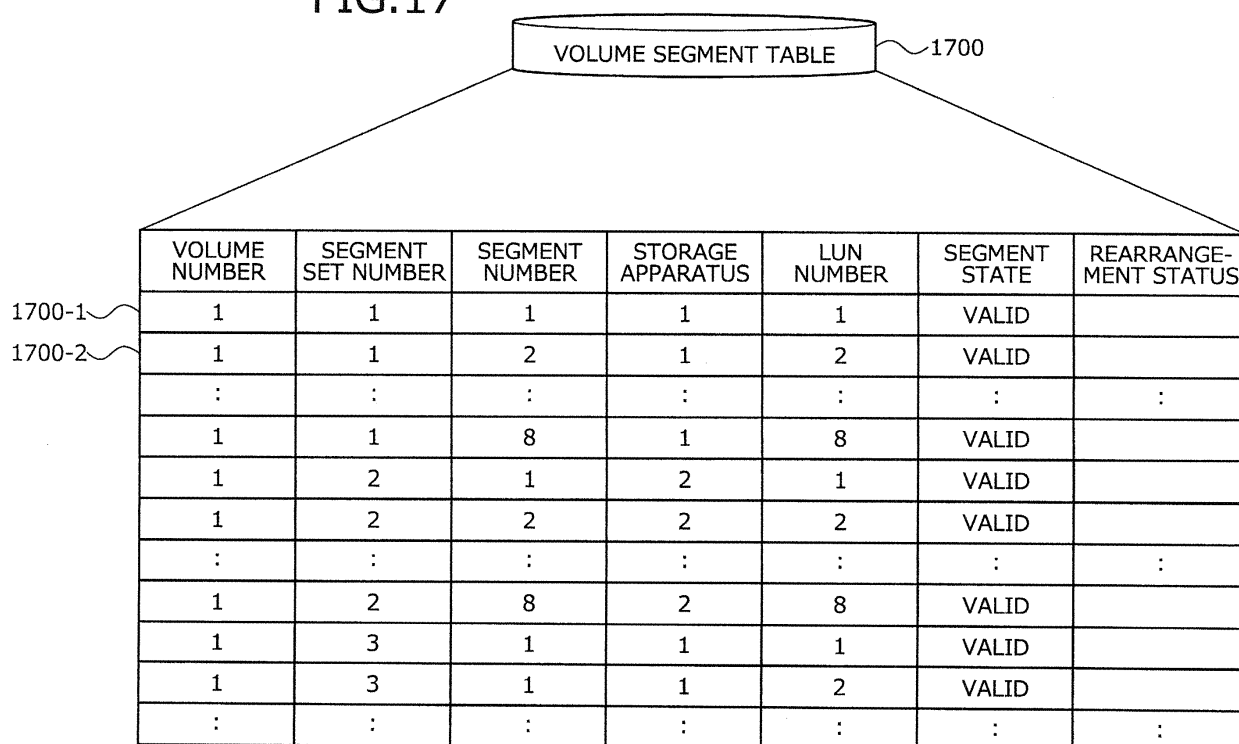 FIG.17
VOLUME SEGMENT TABLE
1700
VOLUME NUMBER SEGMENT SET NUMBER SEGMENT NUMBER STORAGE APPARATUS LUN NUMBER SEGMENT STATE REARRANGE-MENT STATUS
1700-1 1 1 1 1 1 VALID
1700-2 1 1 2 1 2 VALID
: : : : : : :
1 1 8 1 8 VALID
1 2 1 2 1 VALID
1 2 2 2 2 VALID
: : : : : : :
1 2 8 2 8 VALID
1 3 1 1 1 VALID
1 3 1 1 2 VALID
: : : : : : :